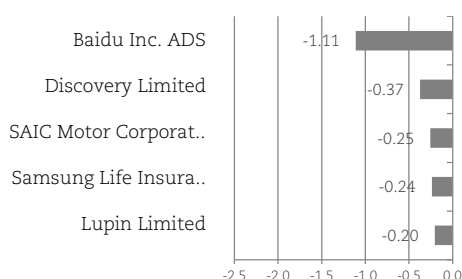 Baidu Inc. ADS -1.11
Discovery Limited -0.37
SAIC Motor Corporat.. -0.25
Samsung Life Insura.. -0.24
Lupin Limited -0.20
-2.5 -2.0 -1.5 -1.0 -0.5 0.0